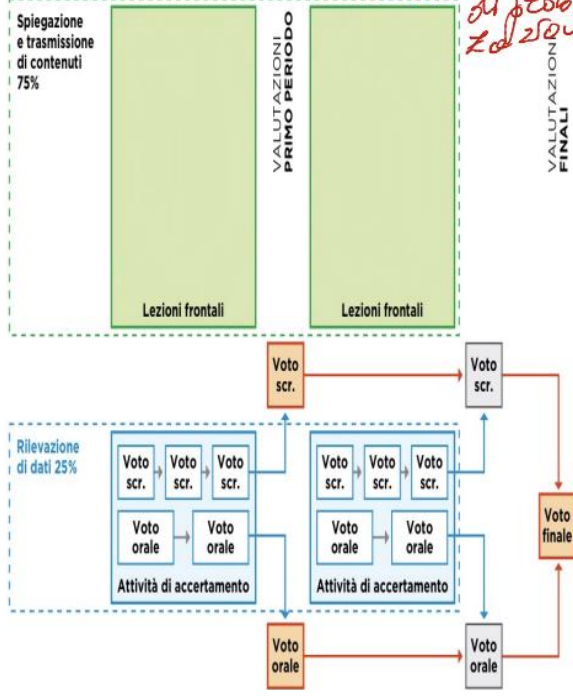 Spiegazione
e trasmissione
di contenuti
75%
Lezioni frontali
VALUTAZIONI
PRIMO PERIODO
Lezioni frontali
VALUTAZIONI
FINALI
Voto
scr.
Voto
scr.
Rilevazione
di dati 25%
Voto
scr.
Voto
scr.
Voto
scr.
Voto
orale
Voto
orale
Attività di accertamento
Voto
scr.
Voto
scr.
Voto
scr.
Voto
orale
Voto
orale
Attività di accertamento
Voto
finale
Voto
orale
Voto
orale